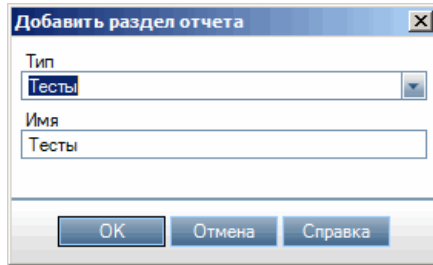 Добавить раздел отчета
Тип
Тесты
Имя
Тесты
OK Отмена Справка